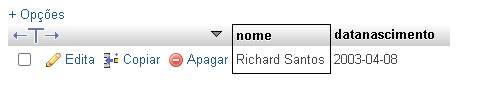 + Opções
nome datanascimento
Edita Copiar Apagar Richard Santos 2003-04-08